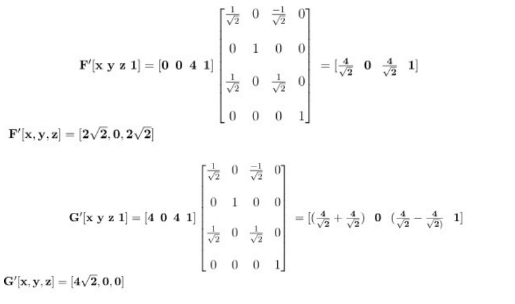 F'[x y z 1] = [0 0 4 1] [1/√2 0 -1/√2 0; 0 1 0 0; 1/√2 0 1/√2 0; 0 0 0 1] = [4/√2 0 4/√2 1]
F'[x, y, z] = [2√2, 0, 2√2]
G'[x y z 1] = [4 0 4 1] [1/√2 0 -1/√2 0; 0 1 0 0; 1/√2 0 1/√2 0; 0 0 0 1] = [(4/√2 + 4/√2) 0 (4/√2 − 4/√2) 1]
G'[x, y, z] = [4√2, 0, 0]